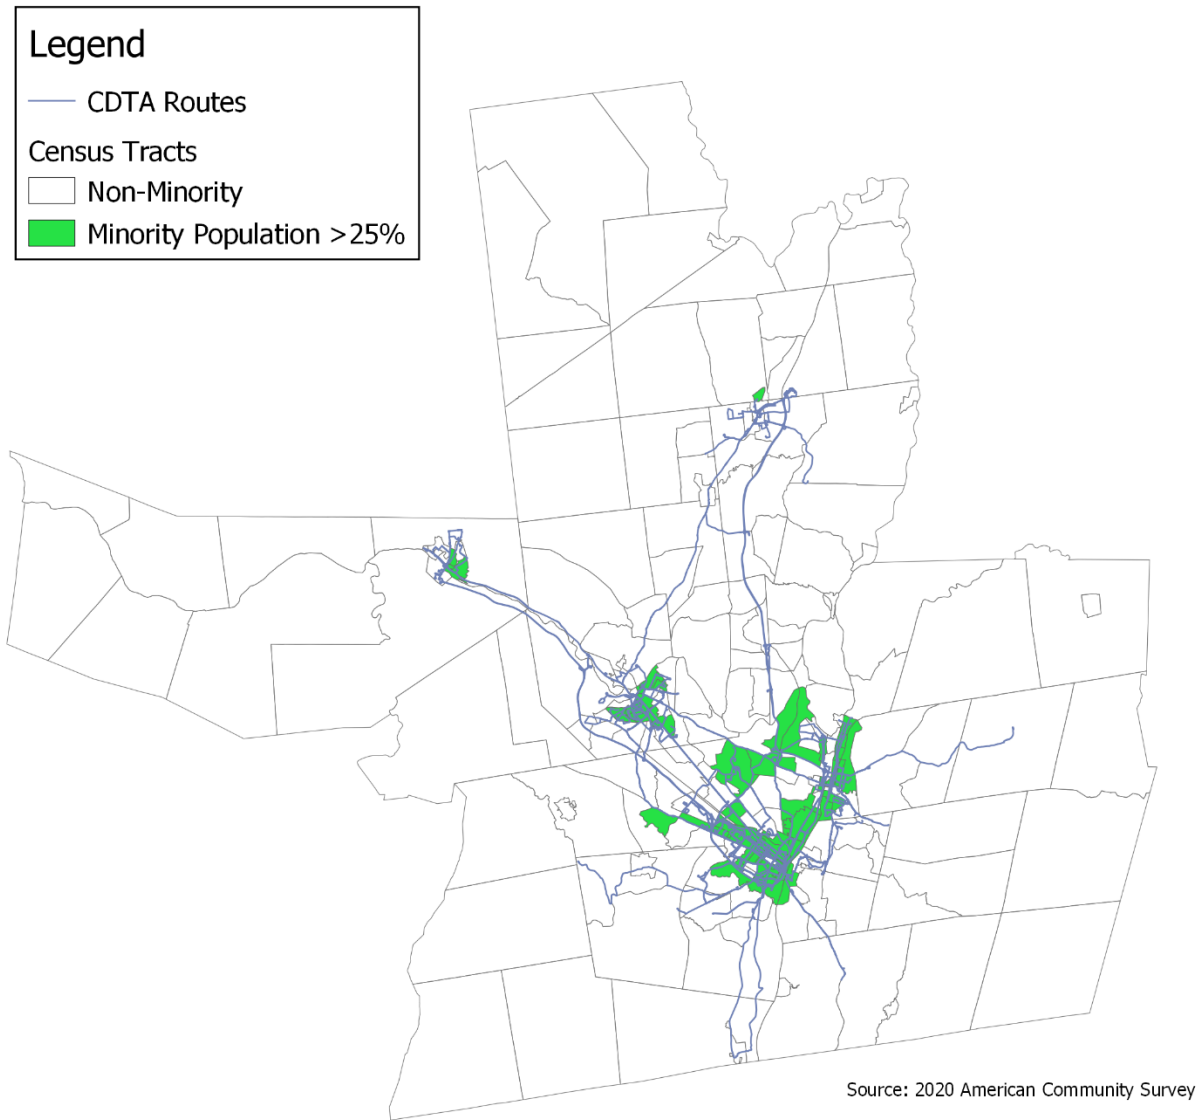 Legend
CDTA Routes
Census Tracts
Non-Minority
Minority Population >25%
Source: 2020 American Community Survey